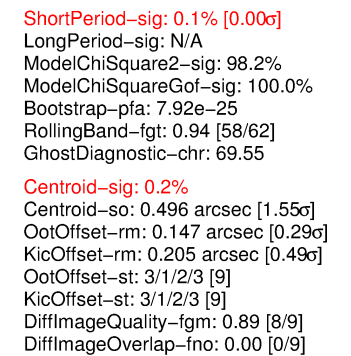 ShortPeriod−sig: 0.1% [0.00σ]
LongPeriod−sig: N/A
ModelChiSquare2−sig: 98.2%
ModelChiSquareGof−sig: 100.0%
Bootstrap−pfa: 7.92e−25
RollingBand−fgt: 0.94 [58/62]
GhostDiagnostic−chr: 69.55
Centroid−sig: 0.2%
Centroid−so: 0.496 arcsec [1.55σ]
OotOffset−rm: 0.147 arcsec [0.29σ]
KicOffset−rm: 0.205 arcsec [0.49σ]
OotOffset−st: 3/1/2/3 [9]
KicOffset−st: 3/1/2/3 [9]
DiffImageQuality−fgm: 0.89 [8/9]
DiffImageOverlap−fno: 0.00 [0/9]